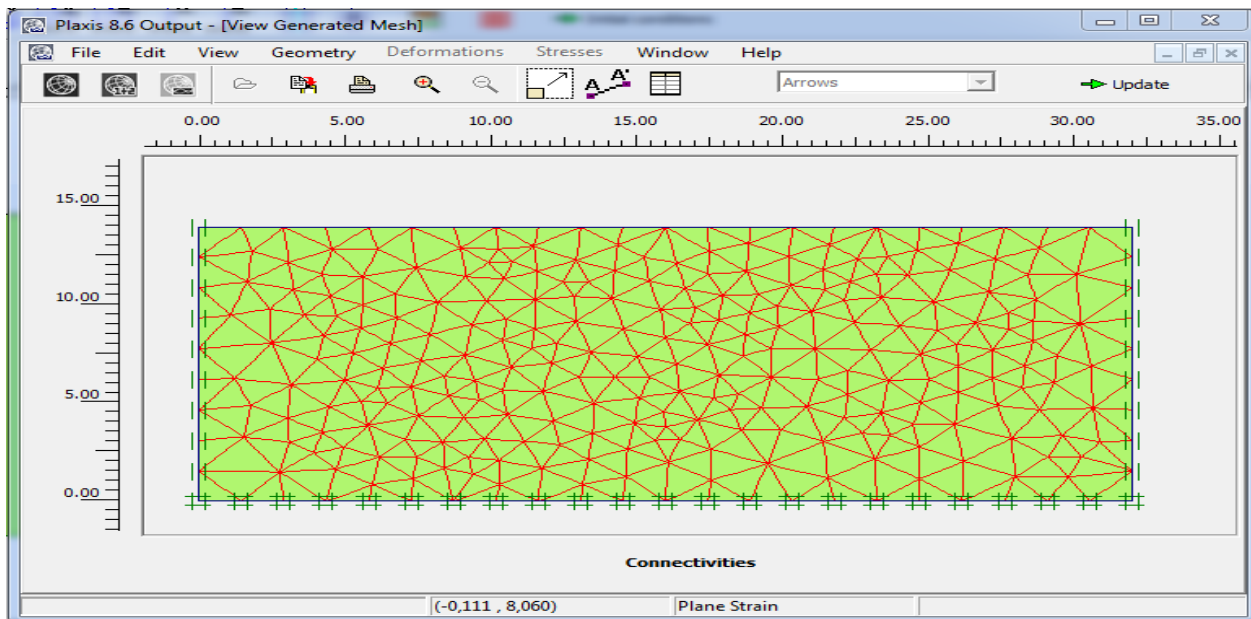 Plaxis 8.6 Output - [View Generated Mesh]
File Edit View Geometry Deformations Stresses Window Help
A A' Arrows Update
0.00 5.00 10.00 15.00 20.00 25.00 30.00 35.00
15.00
10.00
5.00
0.00
Connectivities
(-0,111 , 8,060) Plane Strain